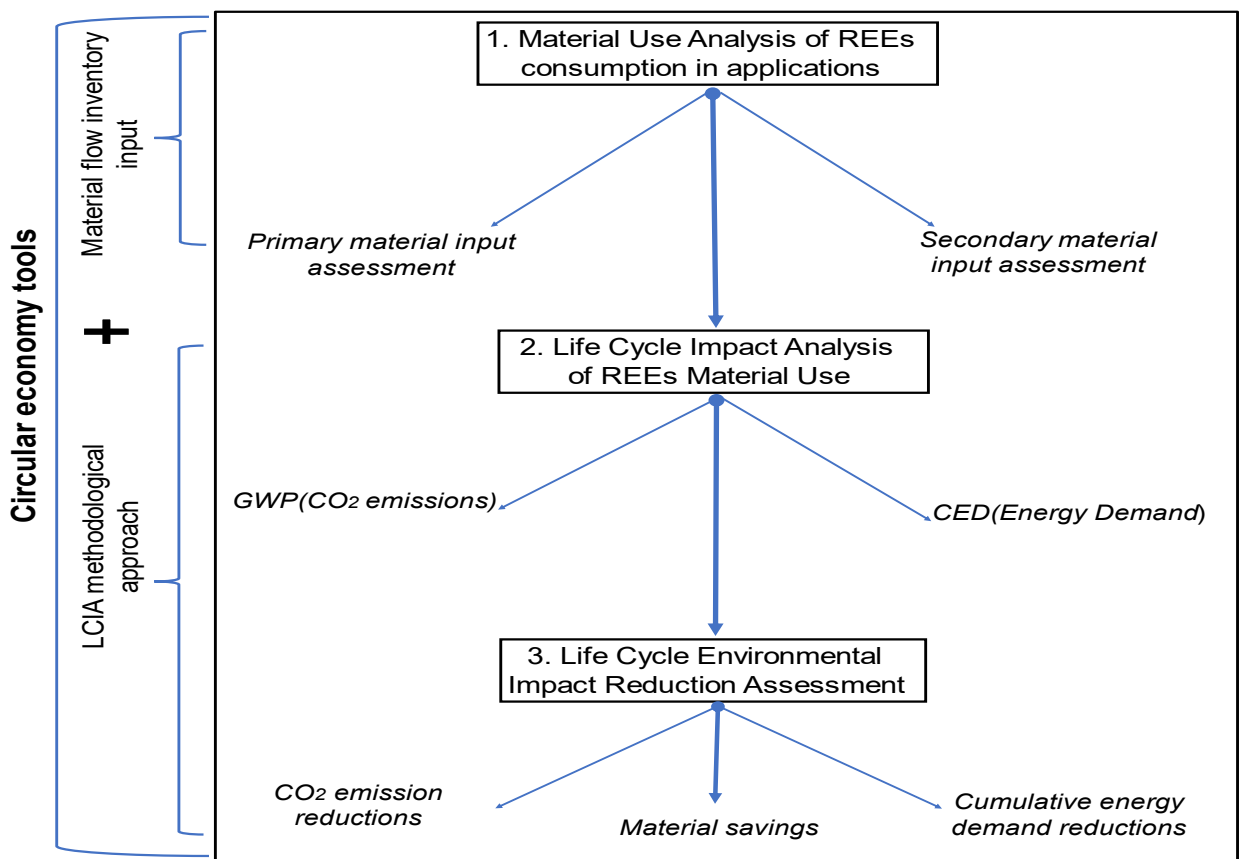 Circular economy tools
Material flow inventory
input
+
LCIA methodological
approach
1. Material Use Analysis of REEs
consumption in applications
Primary material input
assessment
Secondary material
input assessment
2. Life Cycle Impact Analysis
of REEs Material Use
GWP(CO2 emissions)
CED(Energy Demand)
3. Life Cycle Environmental
Impact Reduction Assessment
CO2 emission
reductions
Material savings
Cumulative energy
demand reductions